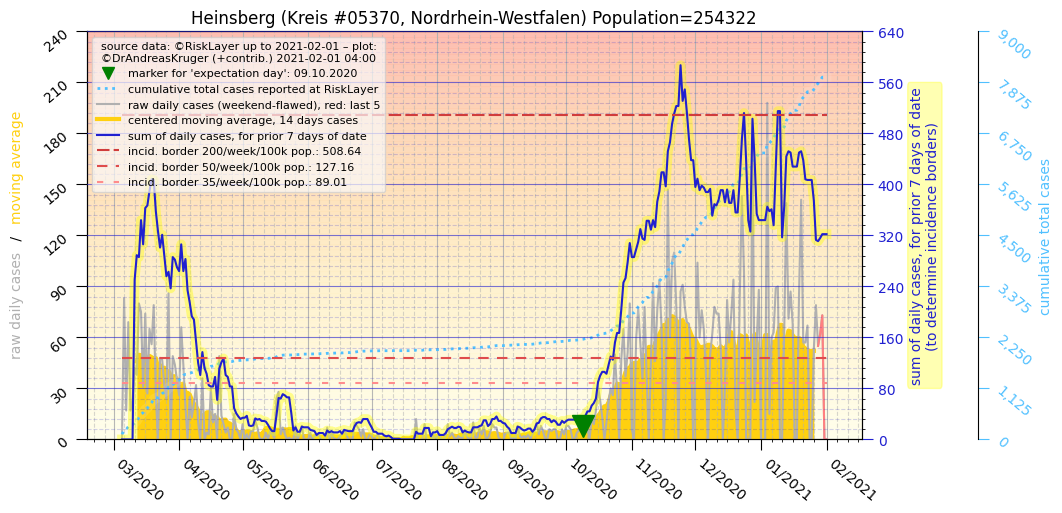 Heinsberg (Kreis #05370, Nordrhein-Westfalen) Population=254322
source data: ©RiskLayer up to 2021-02-01 – plot:
©DrAndreasKruger (+contrib.) 2021-02-01 04:00
marker for 'expectation day': 09.10.2020
cumulative total cases reported at RiskLayer
raw daily cases (weekend-flawed), red: last 5
centered moving average, 14 days cases
sum of daily cases, for prior 7 days of date
incid. border 200/week/100k pop.: 508.64
incid. border 50/week/100k pop.: 127.16
incid. border 35/week/100k pop.: 89.01
raw daily cases / moving average
240
210
180
150
120
90
60
30
0
03/2020
04/2020
05/2020
06/2020
07/2020
08/2020
09/2020
10/2020
11/2020
12/2020
01/2021
02/2021
640
560
480
400
320
240
160
80
0
sum of daily cases, for prior 7 days of date
(to determine incidence borders)
9,000
7,875
6,750
5,625
4,500
3,375
2,250
1,125
0
cumulative total cases